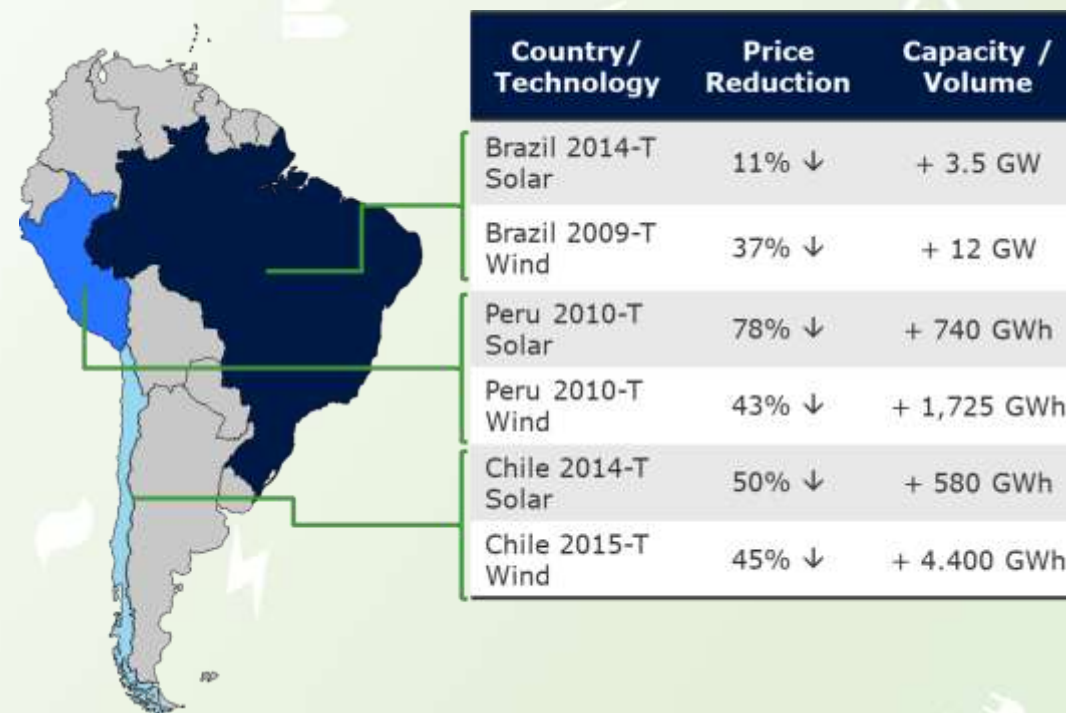 Country/ Technology
Price Reduction
Capacity / Volume
Brazil 2014-T Solar
11% ↓
+ 3.5 GW
Brazil 2009-T Wind
37% ↓
+ 12 GW
Peru 2010-T Solar
78% ↓
+ 740 GWh
Peru 2010-T Wind
43% ↓
+ 1,725 GWh
Chile 2014-T Solar
50% ↓
+ 580 GWh
Chile 2015-T Wind
45% ↓
+ 4.400 GWh